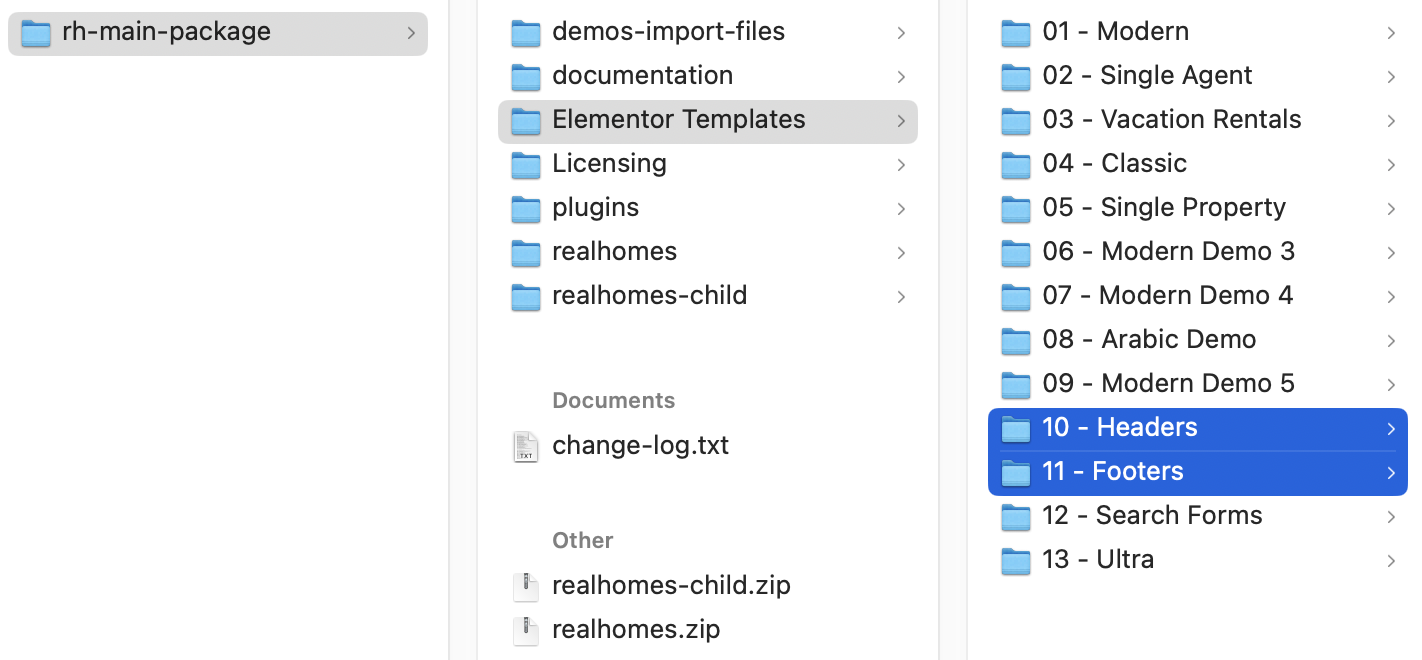 rh-main-package
demos-import-files
documentation
Elementor Templates
Licensing
plugins
realhomes
realhomes-child
Documents
change-log.txt
Other
realhomes-child.zip
realhomes.zip
01 - Modern
02 - Single Agent
03 - Vacation Rentals
04 - Classic
05 - Single Property
06 - Modern Demo 3
07 - Modern Demo 4
08 - Arabic Demo
09 - Modern Demo 5
10 - Headers
11 - Footers
12 - Search Forms
13 - Ultra